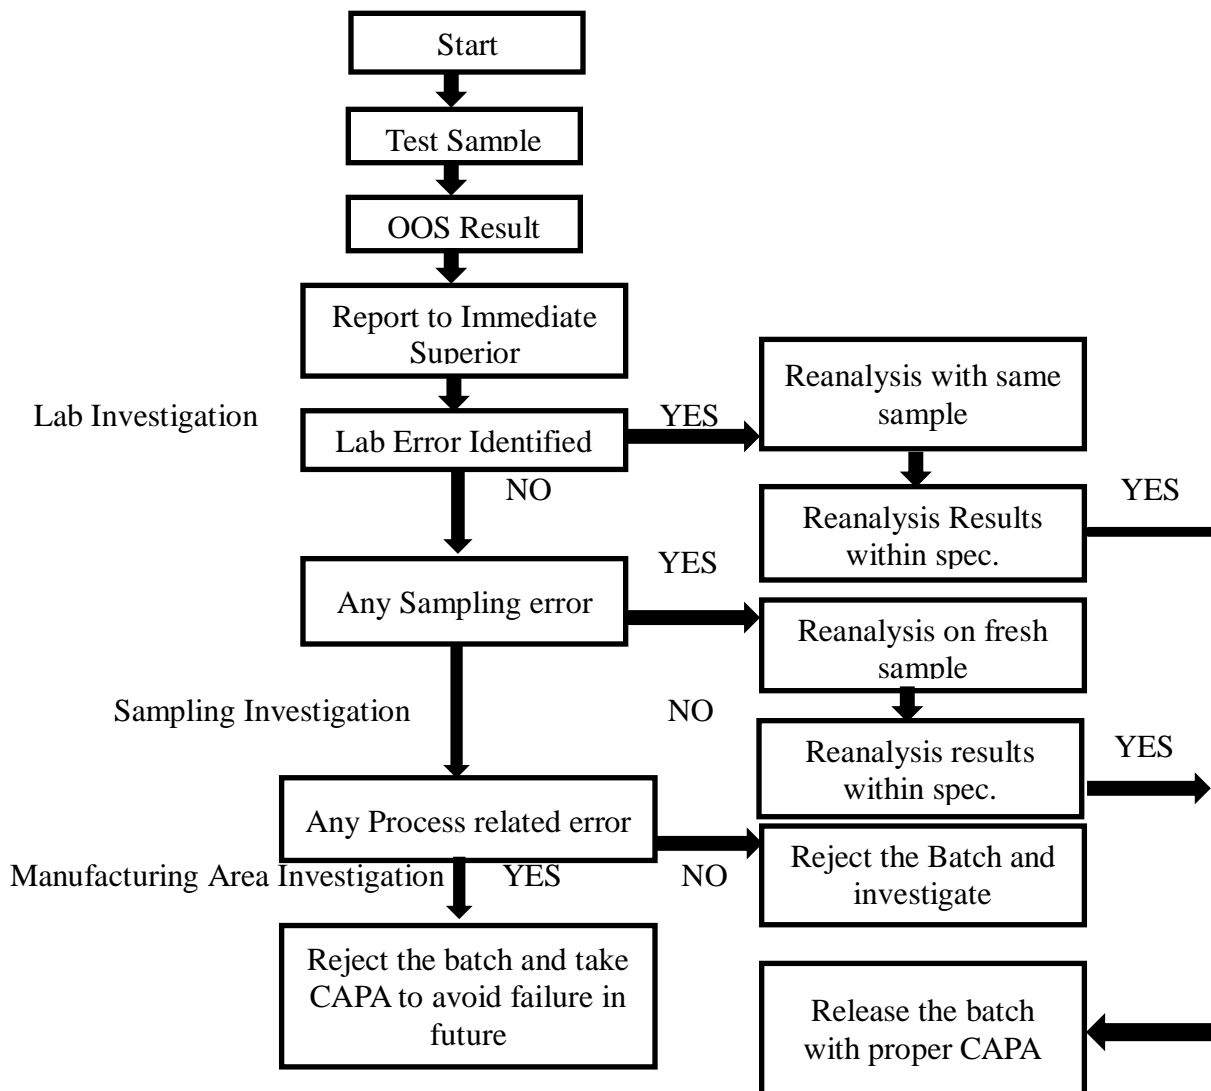 Start
Test Sample
OOS Result
Report to Immediate
Superior
Reanalysis with same
sample
Lab Investigation
YES
Lab Error Identified
NO
YES
Reanalysis Results
within spec.
YES
Any Sampling error
Reanalysis on fresh
sample
Sampling Investigation
NO
Reanalysis results
within spec.
YES
Any Process related error
Reject the Batch and
investigate
Manufacturing Area Investigation
YES
NO
Reject the batch and take
CAPA to avoid failure in
future
Release the batch
with proper CAPA